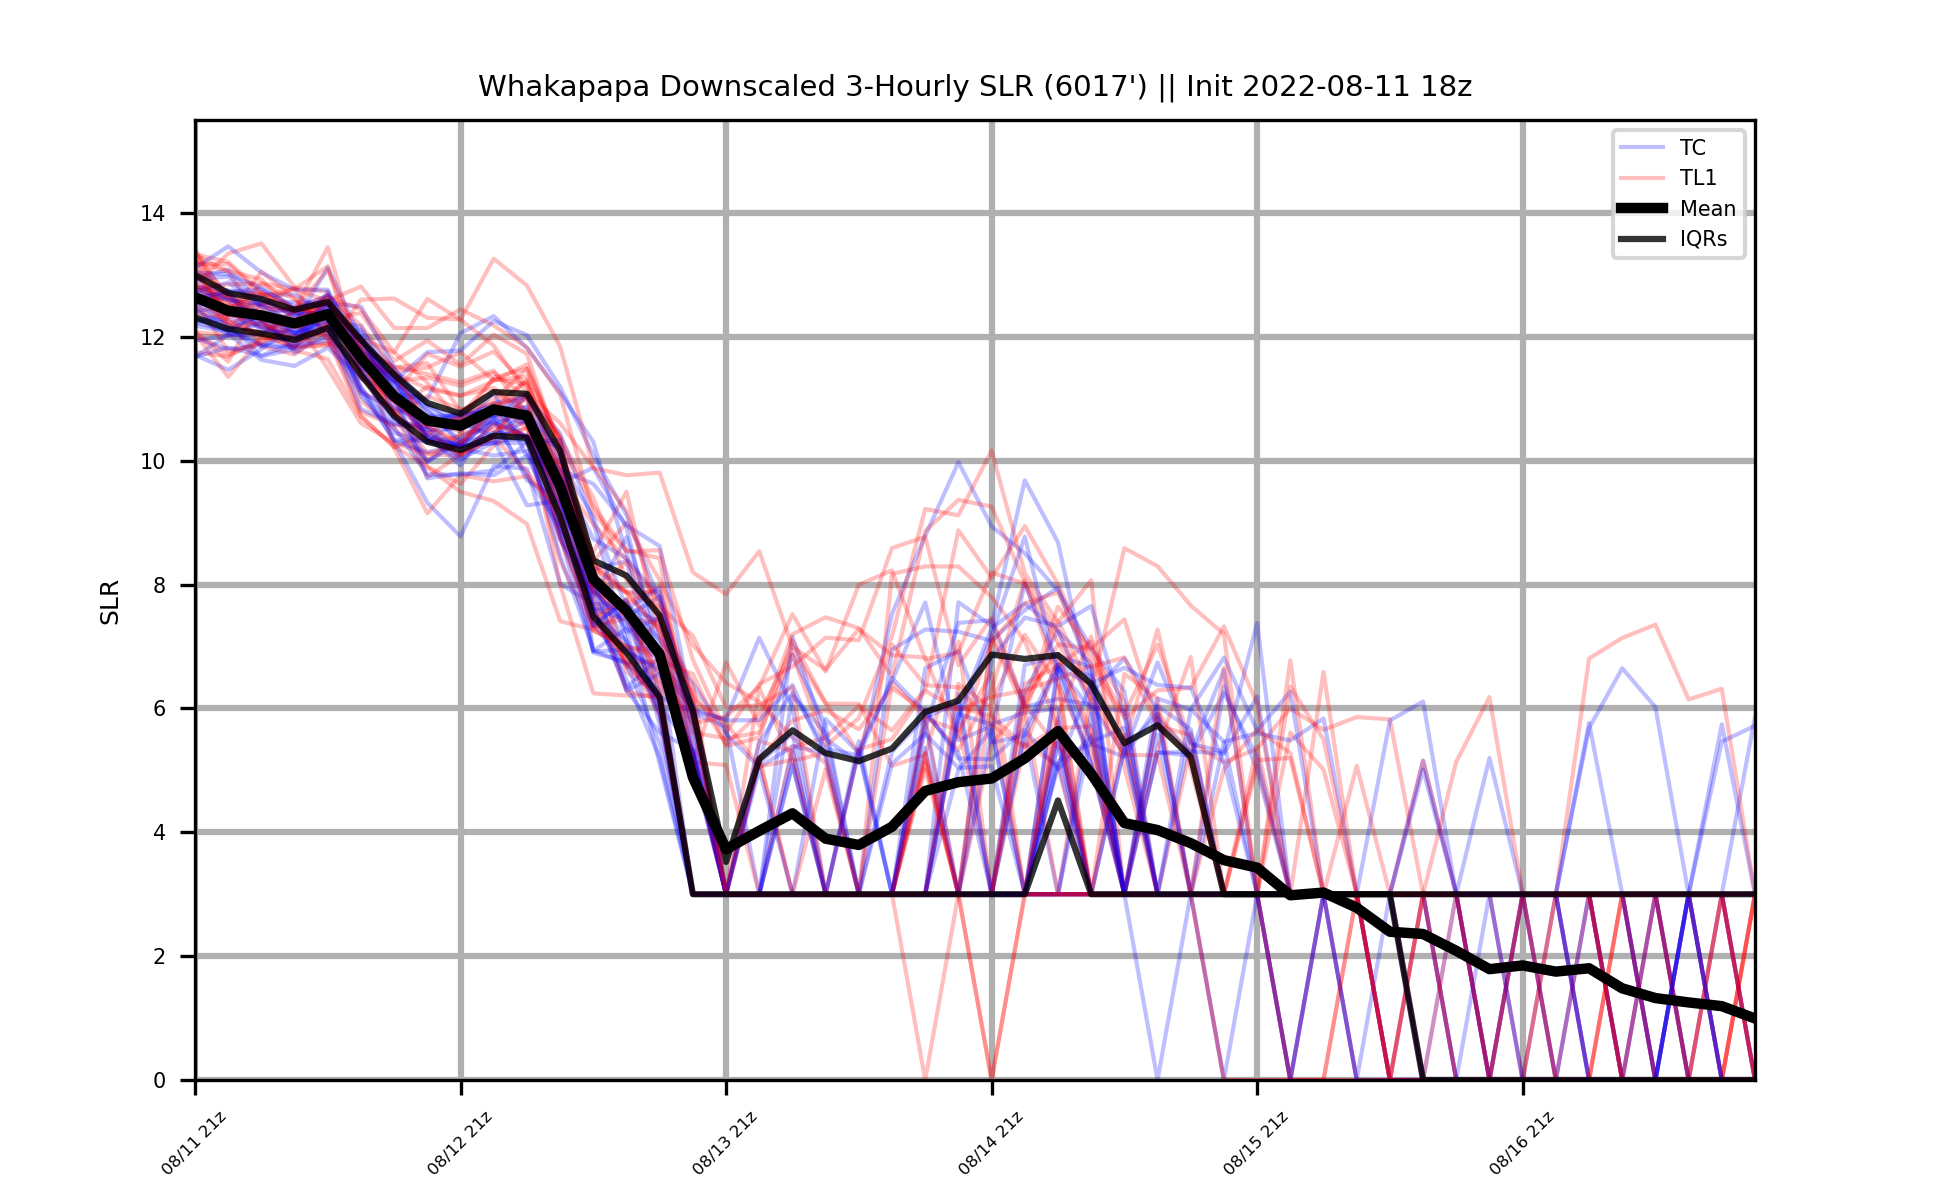 Whakapapa Downscaled 3-Hourly SLR (6017') || Init 2022-08-11 18z
TC
TL1
Mean
IQRs
SLR
14
12
10
8
6
4
2
0
08/11 21z
08/12 21z
08/13 21z
08/14 21z
08/15 21z
08/16 21z